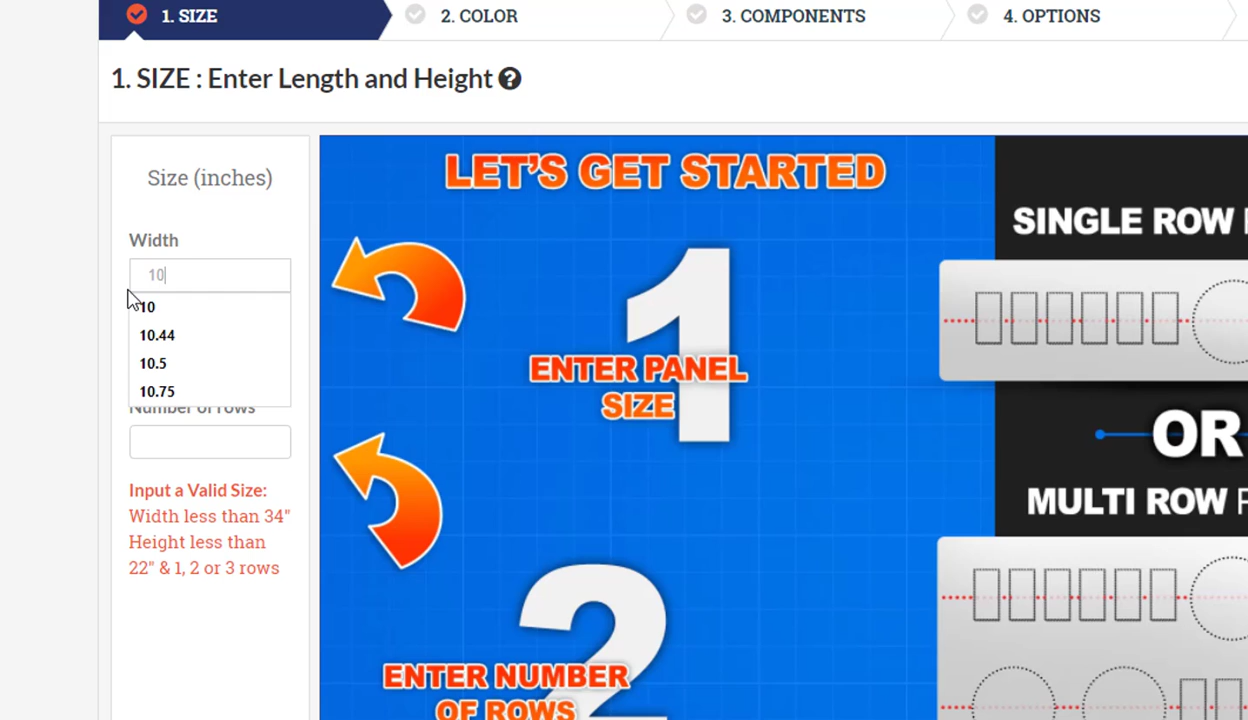 1. SIZE
2. COLOR
3. COMPONENTS
4. OPTIONS
1. SIZE : Enter Length and Height
Size (inches)
Width
10
10
10.44
10.5
10.75
Number of rows
Input a Valid Size:
Width less than 34"
Height less than
22" & 1, 2 or 3 rows
LET'S GET STARTED
1
ENTER PANEL
SIZE
2
ENTER NUMBER
OF ROWS
SINGLE ROW
OR
MULTI ROW